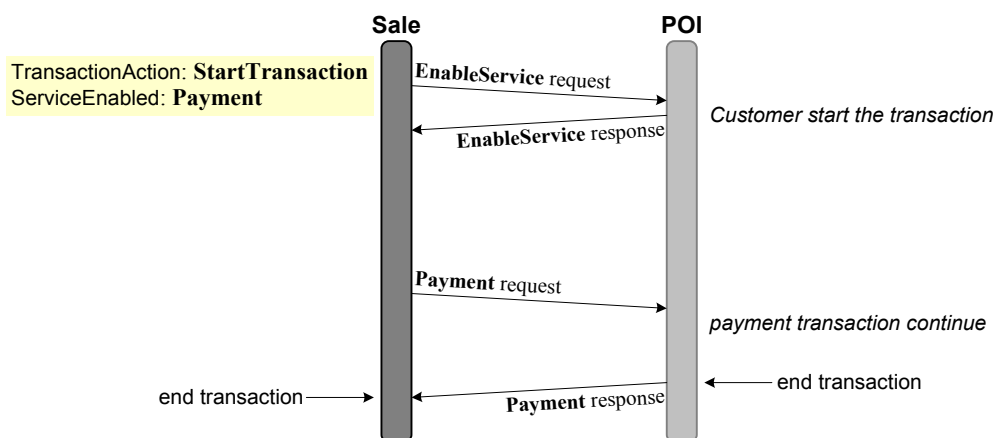 Sale
POI
TransactionAction: StartTransaction
ServiceEnabled: Payment
EnableService request
Customer start the transaction
EnableService response
Payment request
payment transaction continue
end transaction
end transaction
Payment response